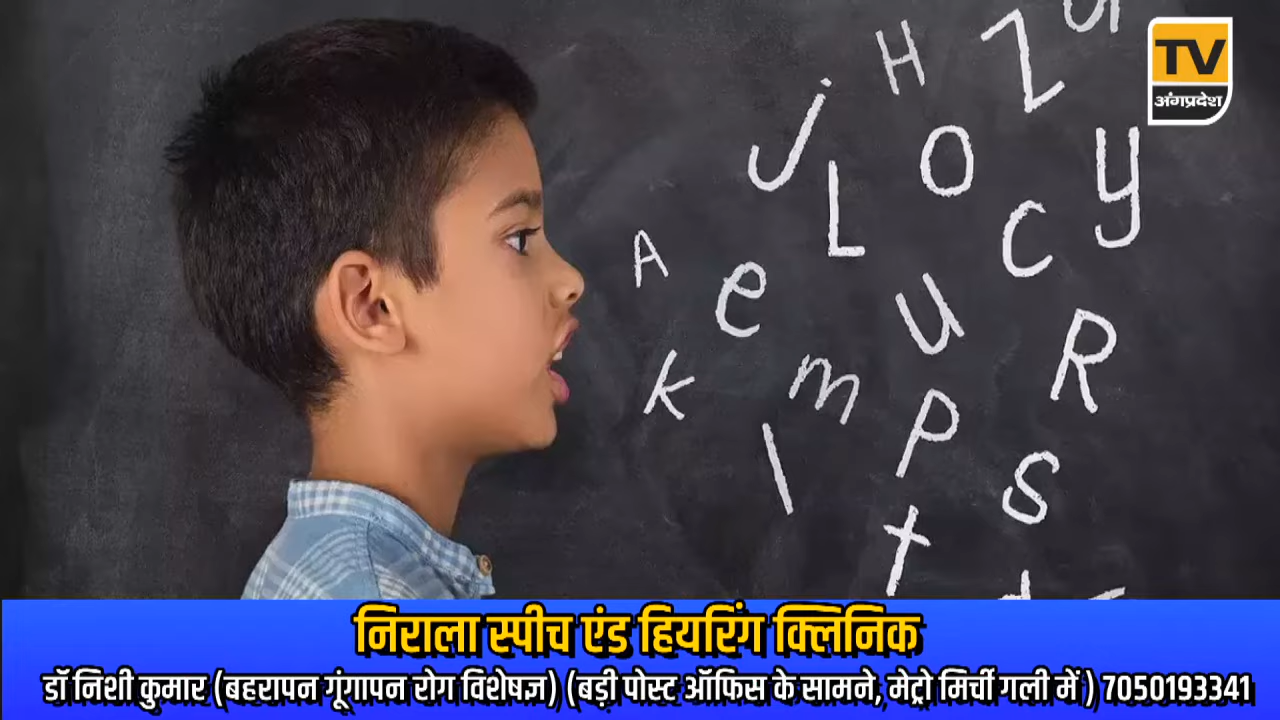 TV
अंगप्रदेश
H
Z
J
O
y
L
C
A
e
u
R
K
m
P
l
S
t
निराला स्पीच एंड हियरिंग क्लिनिक
डॉ निशी कुमार (बहरापन गूंगापन रोग विशेषज्ञ) (बड़ी पोस्ट ऑफिस के सामने, मेट्रो मिर्ची गली में ) 7050193341